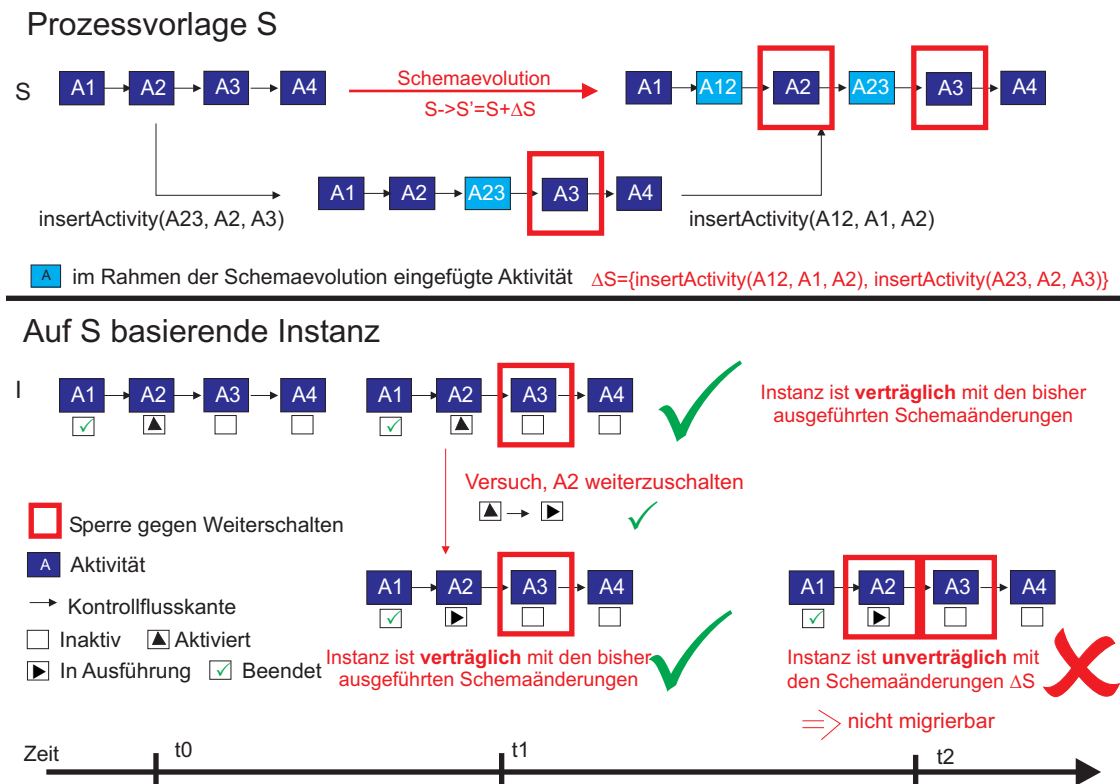 Prozessvorlage S
S
A1 A2 A3 A4
Schemaevolution
S->S'=S+ΔS
A1 A12 A2 A23 A3 A4
A1 A2 A23 A3 A4
insertActivity(A23, A2, A3)
insertActivity(A12, A1, A2)
A im Rahmen der Schemaevolution eingefügte Aktivität
ΔS={insertActivity(A12, A1, A2), insertActivity(A23, A2, A3)}
Auf S basierende Instanz
I
A1 A2 A3 A4
A1 A2 A3 A4
Instanz ist verträglich mit den bisher
ausgeführten Schemaänderungen
Versuch, A2 weiterzuschalten
Sperre gegen Weiterschalten
A Aktivität
Kontrollflusskante
Inaktiv Aktiviert
In Ausführung Beendet
A1 A2 A3 A4
Instanz ist verträglich mit den bisher
ausgeführten Schemaänderungen
A1 A2 A3 A4
Instanz ist unverträglich mit
den Schemaänderungen ΔS
nicht migrierbar
Zeit
t0
t1
t2